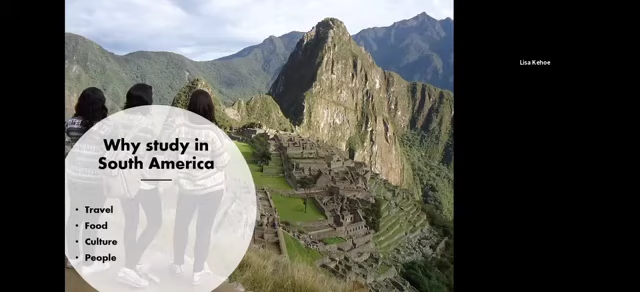 Why study in
South America
• Travel
• Food
• Culture
• People
Lisa Kehoe